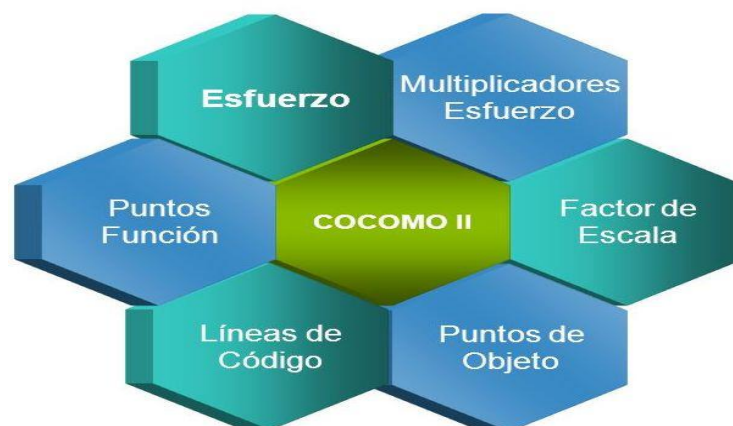 Esfuerzo
Multiplicadores
Esfuerzo
Puntos
Función
COCOMO II
Factor de
Escala
Líneas de
Código
Puntos de
Objeto